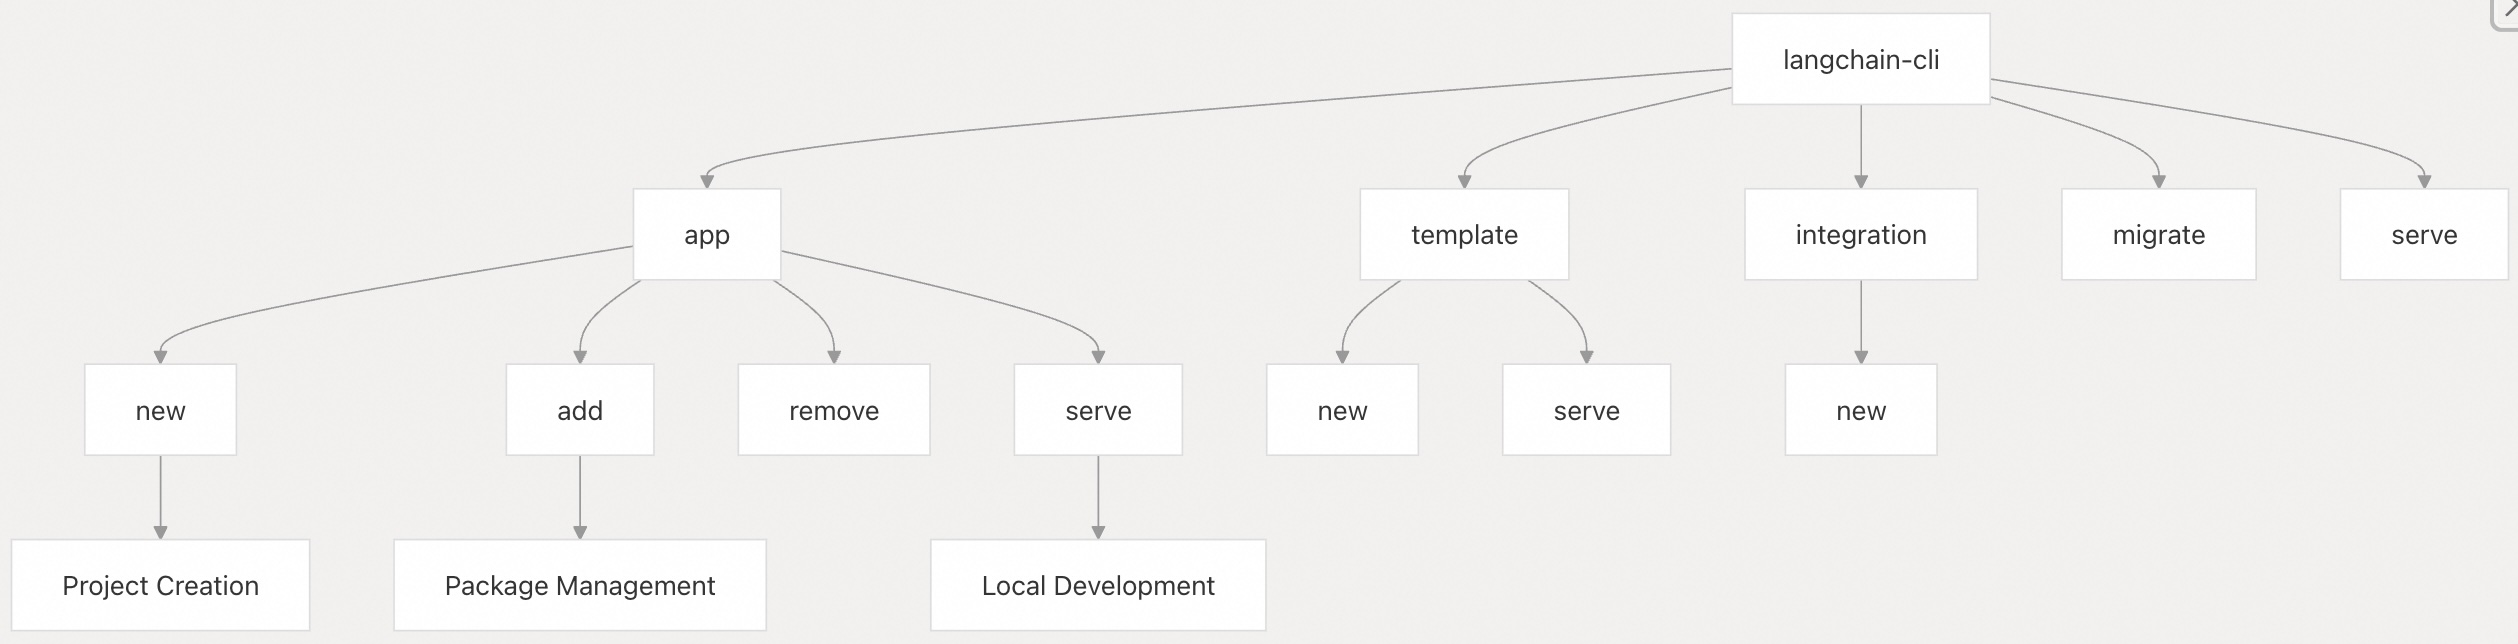 langchain-cli
app
template
integration
migrate
serve
new
add
remove
serve
new
serve
new
Project Creation
Package Management
Local Development